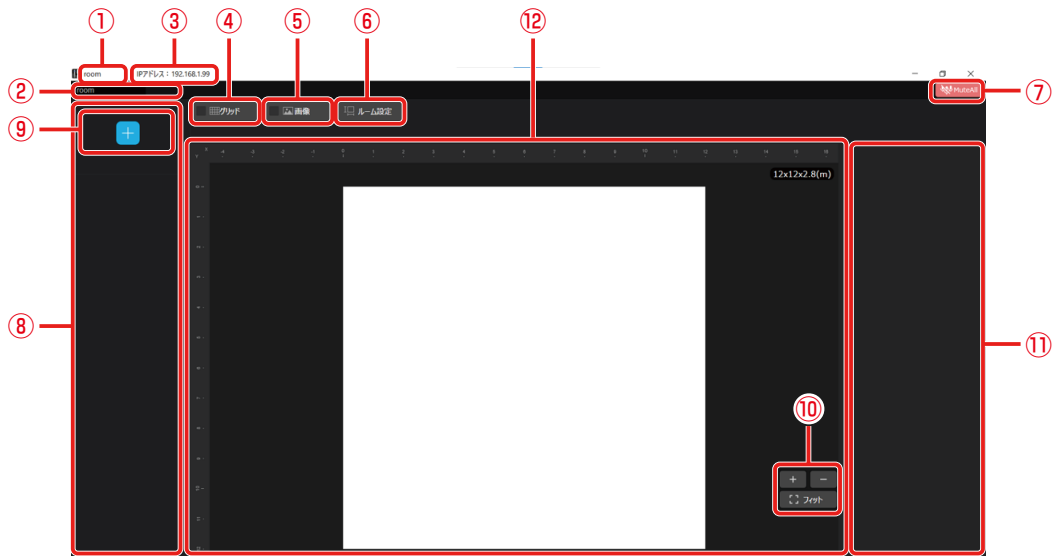 ① ③ ④ ⑤ ⑥ ⑫
room IPアドレス：192.168.1.99
② room MuteAll ⑦
グリッド 画像 ルーム設定
⑨ +
12x12x2.8(m)
⑧ ⑪
⑩
+ −
フィット